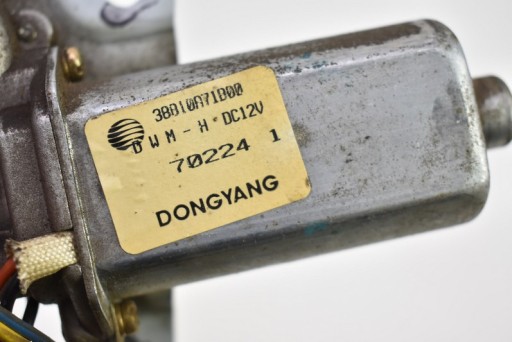 38810A71B00
DWM-H DC12V
70224 1
DONGYANG